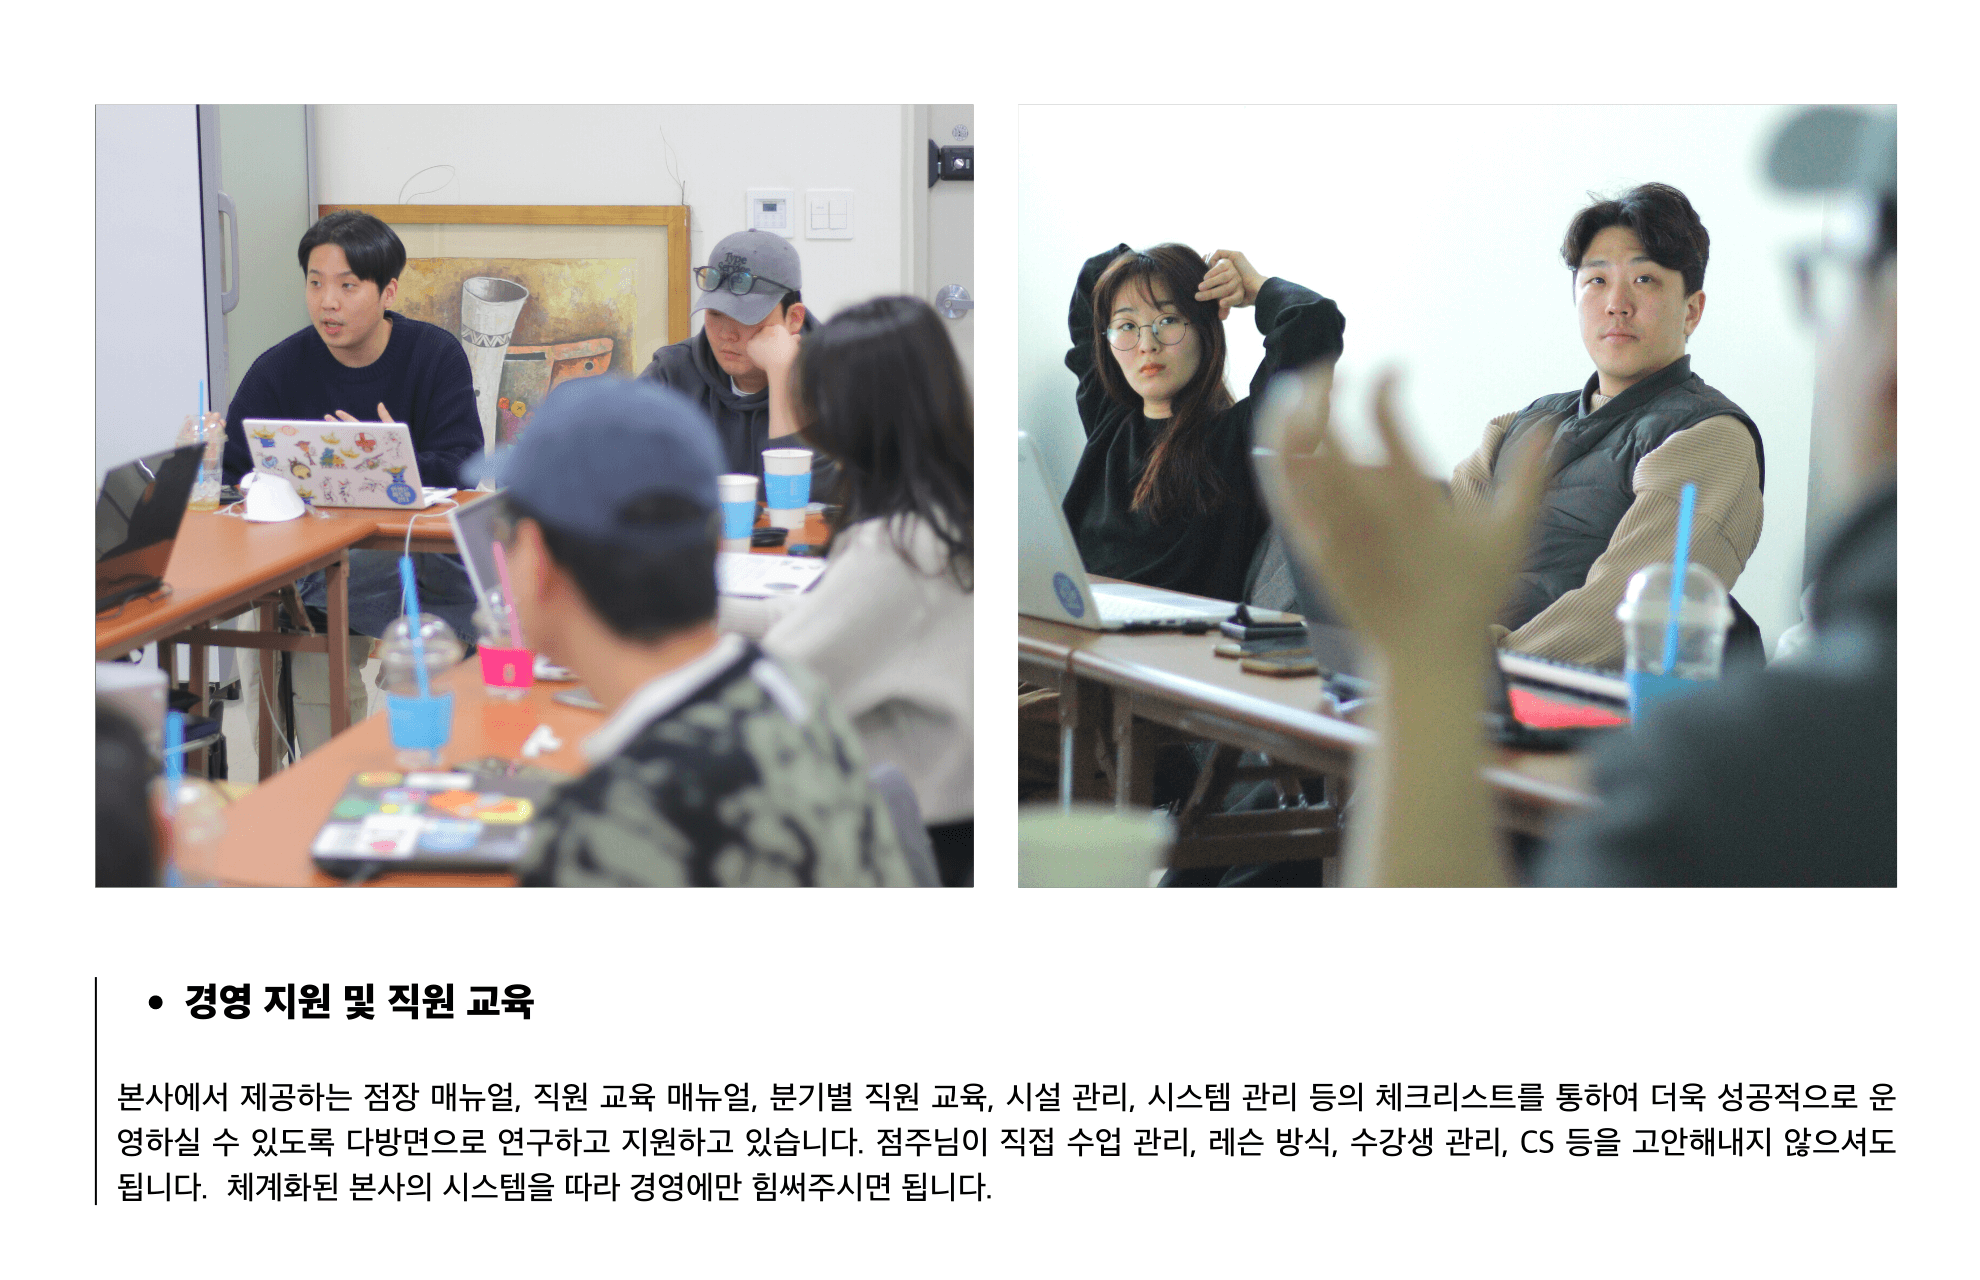 Type
Service
• 경영 지원 및 직원 교육
본사에서 제공하는 점장 매뉴얼, 직원 교육 매뉴얼, 분기별 직원 교육, 시설 관리, 시스템 관리 등의 체크리스트를 통하여 더욱 성공적으로 운
영하실 수 있도록 다방면으로 연구하고 지원하고 있습니다. 점주님이 직접 수업 관리, 레슨 방식, 수강생 관리, CS 등을 고안해내지 않으셔도
됩니다.  체계화된 본사의 시스템을 따라 경영에만 힘써주시면 됩니다.